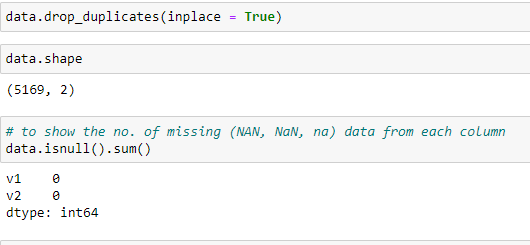 data.drop_duplicates(inplace = True)
data.shape
(5169, 2)
# to show the no. of missing (NAN, NaN, na) data from each column
data.isnull().sum()
v1    0
v2    0
dtype: int64